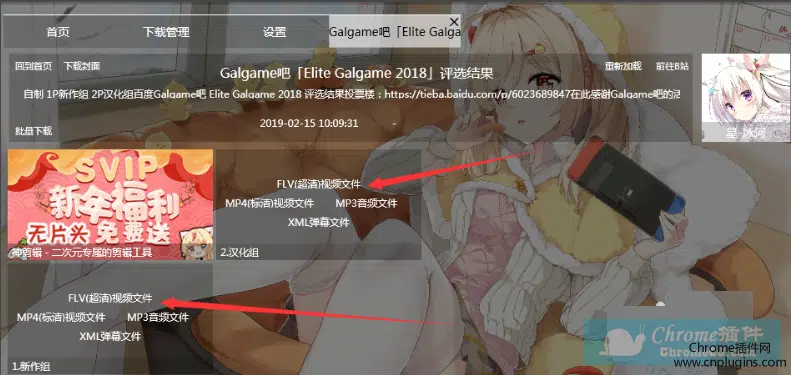 首页
下载管理
设置
Galgame吧「Elite Galga
回到首页
下载封面
Galgame吧「Elite Galgame 2018」评选结果
重新加载
前往B站
自制 1P新作组 2P汉化组百度Galgame吧 Elite Galgame 2018 评选结果投票楼：https://tieba.baidu.com/p/6023689847在此感谢Galgame吧的
2019-02-15 10:09:31
-
批量下载
星·冰河
SVIP
新年福利
无片头 免费送
神剪辑 - 二次元专属的剪辑工具
FLV(超清)视频文件
MP4(标清)视频文件
MP3音频文件
XML弹幕文件
2.汉化组
FLV(超清)视频文件
MP4(标清)视频文件
MP3音频文件
XML弹幕文件
1.新作组
Chrome插件
Chrome插件网
www.cnplugins.com